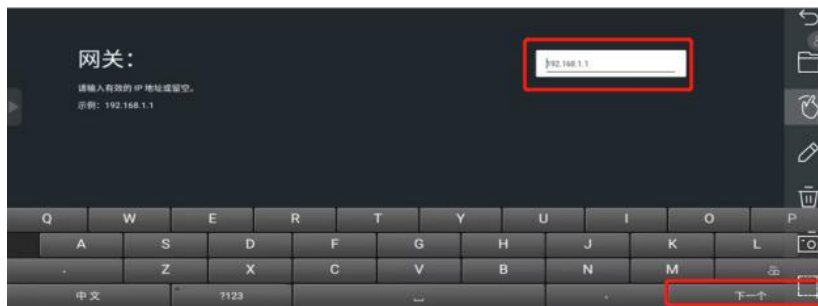 网关：
192.168.1.1
请输入有效的 IP 地址或留空。
示例：192.168.1.1
Q W E R T Y U I O P
A S D F G H J K L
Z X C V B N M
中文 ?123 下一个